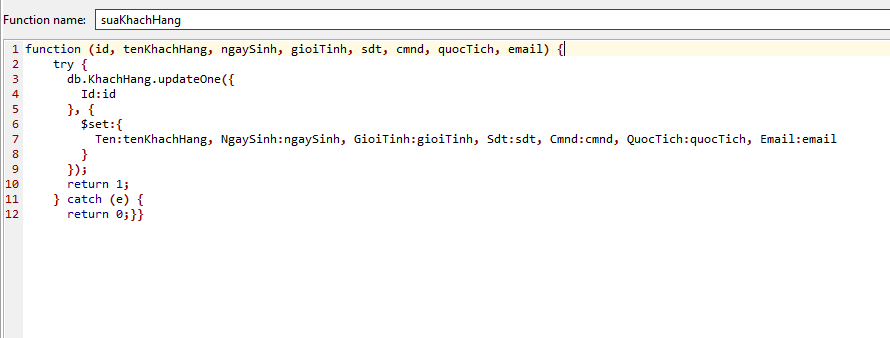 Function name: suaKhachHang
1 function (id, tenKhachHang, ngaySinh, gioiTinh, sdt, cmnd, quocTich, email) {
2     try {
3       db.KhachHang.updateOne({
4         Id:id
5       }, {
6         $set:{
7           Ten:tenKhachHang, NgaySinh:ngaySinh, GioiTinh:gioiTinh, Sdt:sdt, Cmnd:cmnd, QuocTich:quocTich, Email:email
8         }
9       });
10       return 1;
11     } catch (e) {
12       return 0;}}